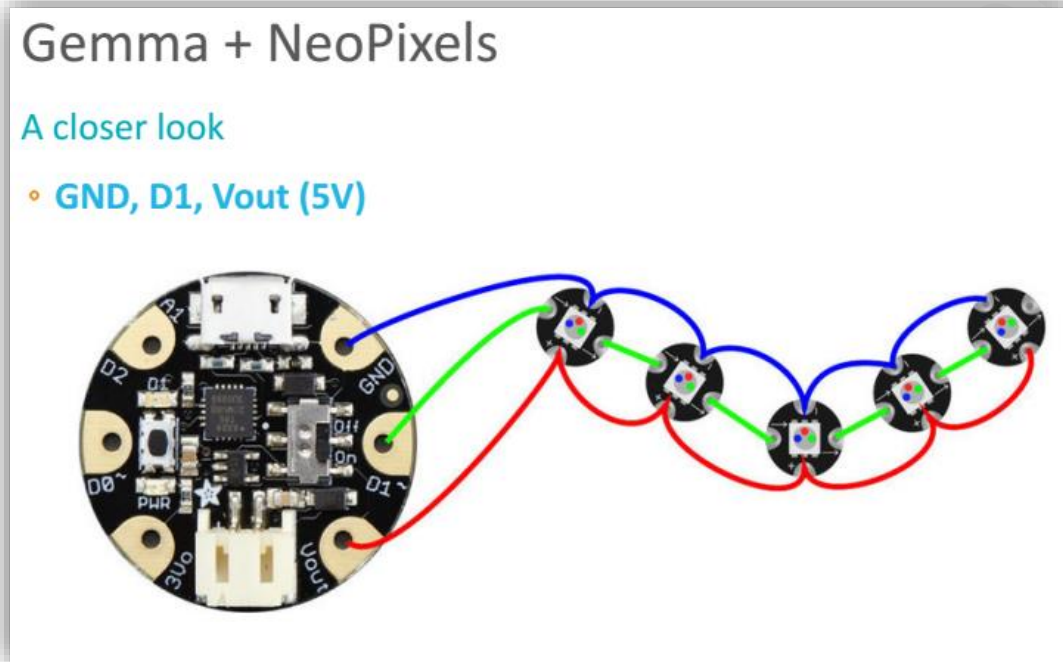 Gemma + NeoPixels
A closer look
GND, D1, Vout (5V)
A1~
D2
D1
GND
Off
On
D0~
D1~
PWR
3Vo
Vout